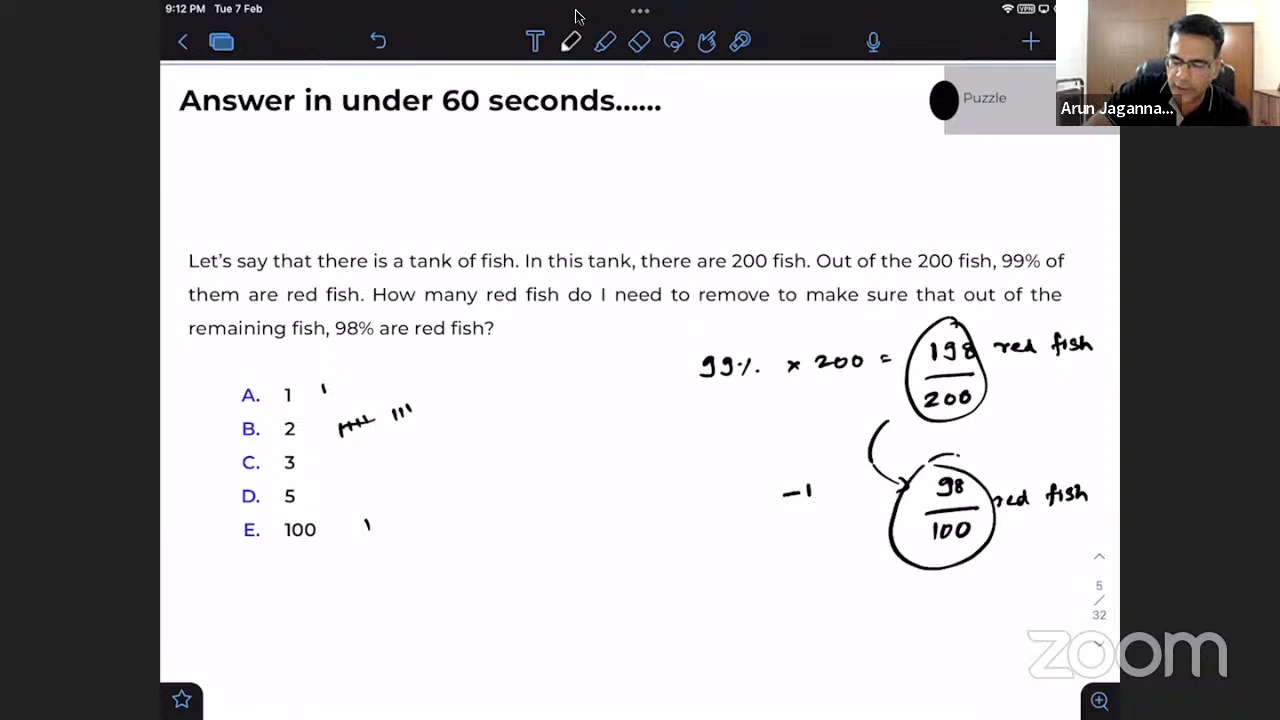 9:12 PM Tue 7 Feb
VPN
T
Answer in under 60 seconds......
Puzzle
Arun Jaganna...
Let's say that there is a tank of fish. In this tank, there are 200 fish. Out of the 200 fish, 99% of
them are red fish. How many red fish do I need to remove to make sure that out of the
remaining fish, 98% are red fish?
99% × 200 = 198/200 red fish
A. 1
B. 2
C. 3
D. 5
E. 100
-1
98/100 red fish
5
/
32
zoom